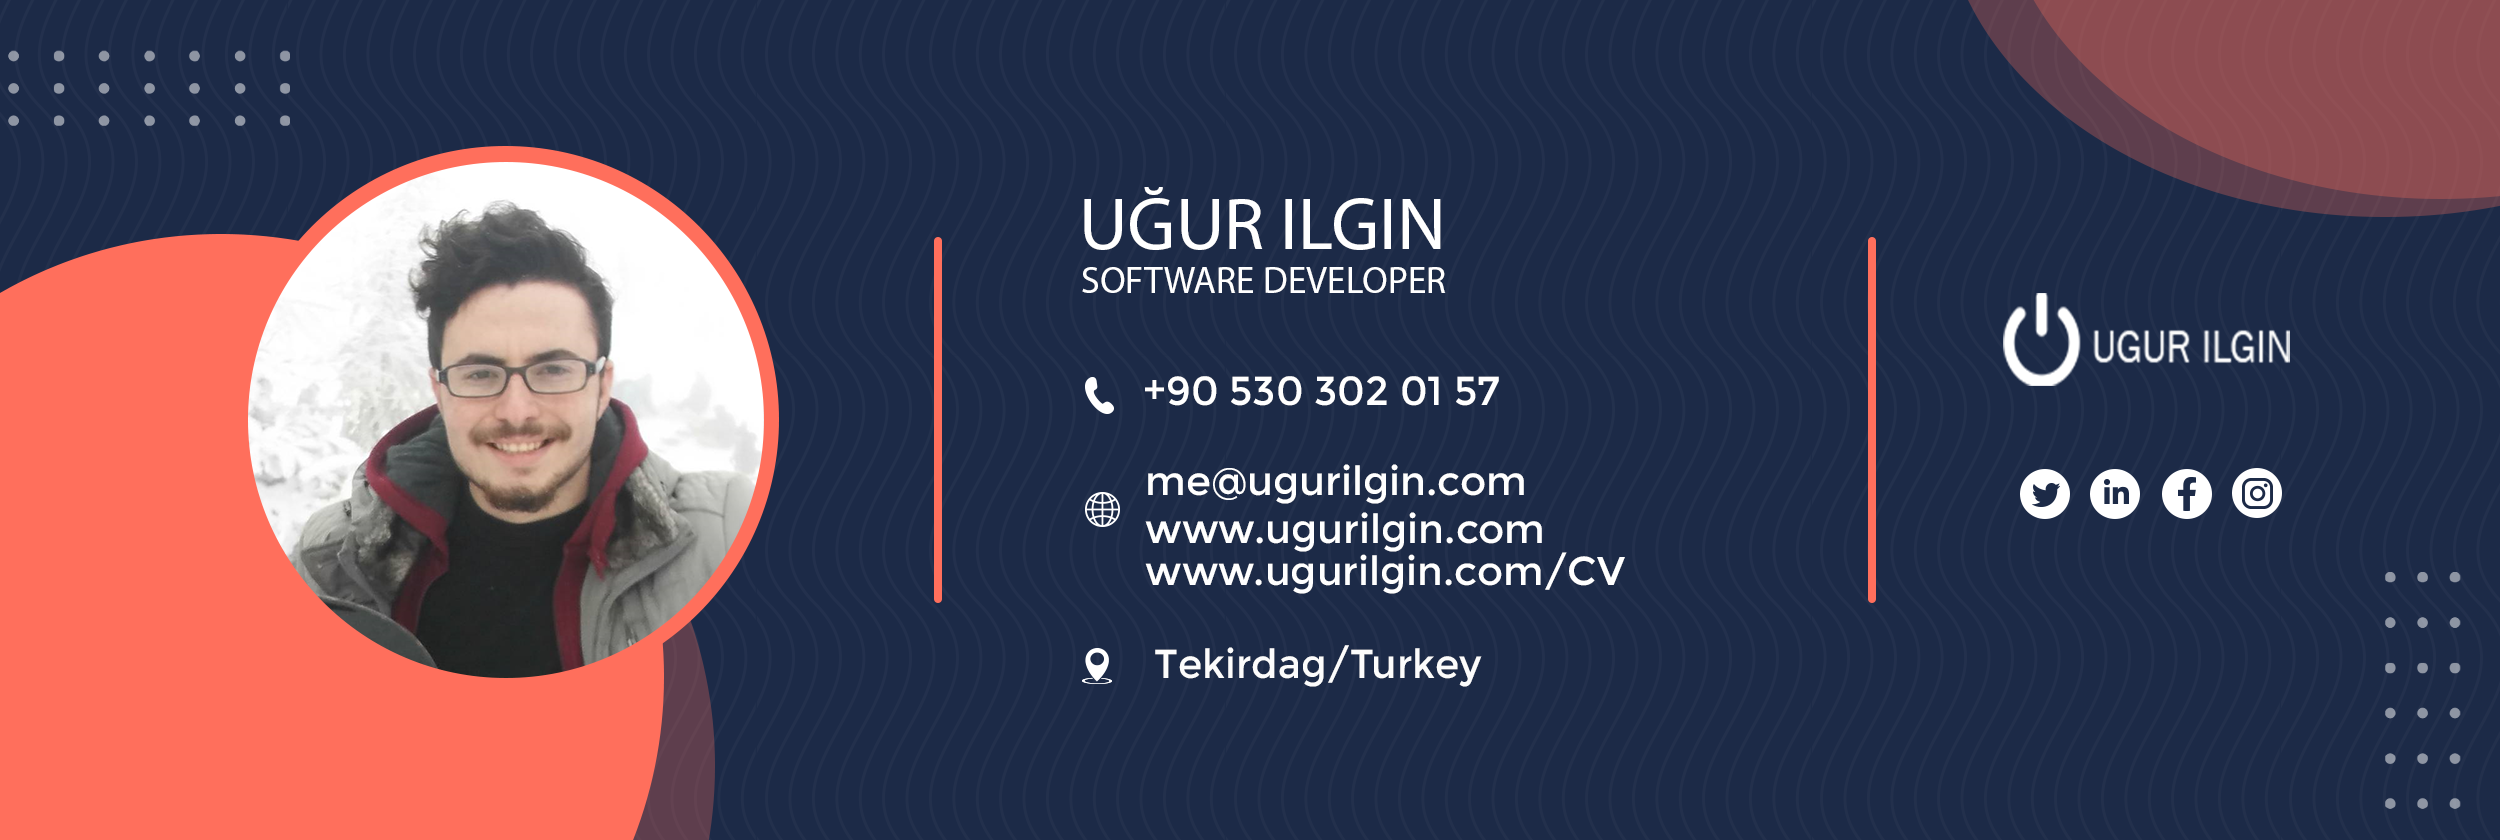 UĞUR ILGIN
SOFTWARE DEVELOPER
+90 530 302 01 57
me@ugurilgin.com
www.ugurilgin.com
www.ugurilgin.com/CV
Tekirdag/Turkey
UGUR ILGIN